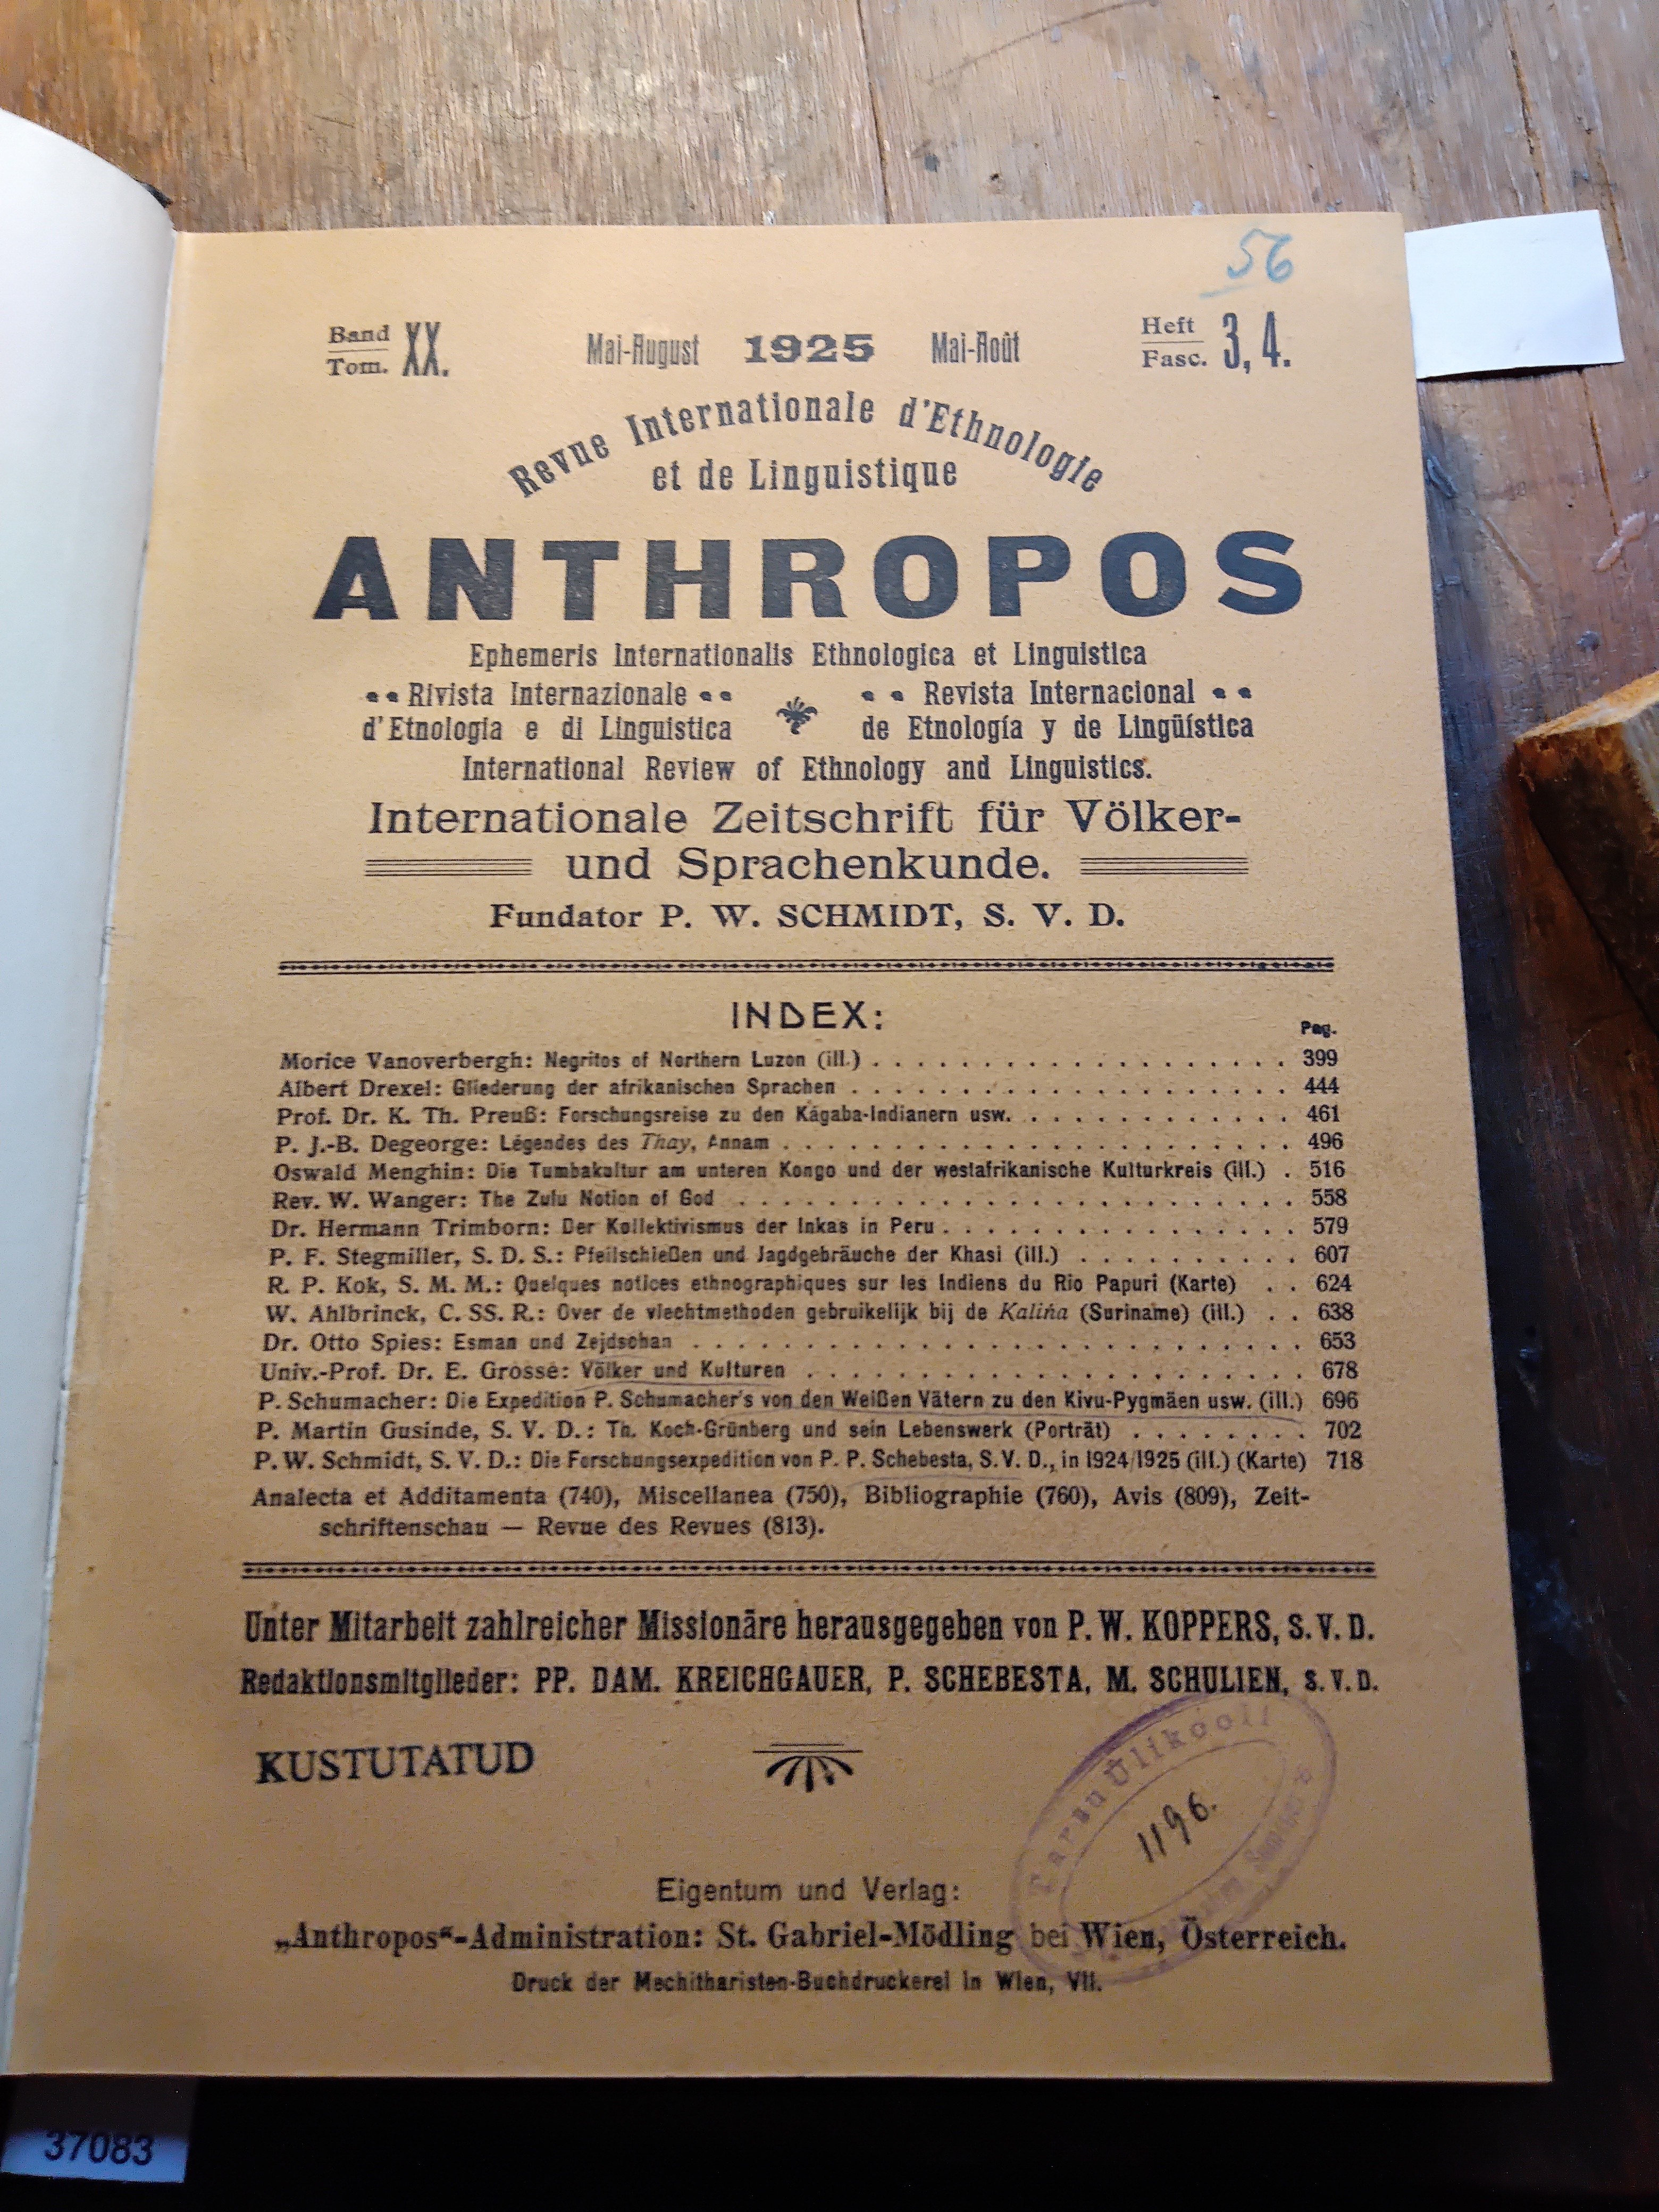 56
Band
Tom. XX.
Mai-August 1925 Mai-Août
Heft
Fasc. 3, 4.
Revue Internationale d'Ethnologie
et de Linguistique
ANTHROPOS
Ephemeris Internationalis Ethnologica et Linguistica
Rivista Internazionale
d'Etnologia e di Linguistica
Revista Internacional
de Etnología y de Lingüística
International Review of Ethnology and Linguistics.
Internationale Zeitschrift für Völker-
und Sprachenkunde.
Fundator P. W. SCHMIDT, S. V. D.
INDEX:
Pag.
Morice Vanoverbergh: Negritos of Northern Luzon (ill.) . . . 399
Albert Drexel: Gliederung der afrikanischen Sprachen . . . 444
Prof. Dr. K. Th. Preuß: Forschungsreise zu den Kágaba-Indianern usw. . . . 461
P. J.-B. Degeorge: Légendes des Thay, Annam . . . 496
Oswald Menghin: Die Tumbakultur am unteren Kongo und der westafrikanische Kulturkreis (ill.) . 516
Rev. W. Wanger: The Zulu Notion of God . . . 558
Dr. Hermann Trimborn: Der Kollektivismus der Inkas in Peru . . . 579
P. F. Stegmiller, S. D. S.: Pfeilschießen und Jagdgebräuche der Khasi (ill.) . . . 607
R. P. Kok, S. M. M.: Quelques notices ethnographiques sur les Indiens du Rio Papuri (Karte) . . 624
W. Ahlbrinck, C. SS. R.: Over de vlechtmethoden gebruikelijk bij de Kaliña (Suriname) (ill.) . . 638
Dr. Otto Spies: Esman und Zejdschan . . . 653
Univ.-Prof. Dr. E. Grosse: Völker und Kulturen . . . 678
P. Schumacher: Die Expedition P. Schumacher's von den Weißen Vätern zu den Kivu-Pygmäen usw. (ill.) 696
P. Martin Gusinde, S. V. D.: Th. Koch-Grünberg und sein Lebenswerk (Porträt) . . . 702
P. W. Schmidt, S. V. D.: Die Forschungsexpedition von P. P. Schebesta, S. V. D., in 1924/1925 (ill.) (Karte) 718
Analecta et Additamenta (740), Miscellanea (750), Bibliographie (760), Avis (809), Zeit-
schriftenschau — Revue des Revues (813).
Unter Mitarbeit zahlreicher Missionäre herausgegeben von P. W. KOPPERS, S. V. D.
Redaktionsmitglieder: PP. DAM. KREICHGAUER, P. SCHEBESTA, M. SCHULIEN, S. V. D.
KUSTUTATUD
Tartu Ülikooli
1196.
Eigentum und Verlag:
„Anthropos“-Administration: St. Gabriel-Mödling bei Wien, Österreich.
Druck der Mechitharisten-Buchdruckerei in Wien, VII.
37083